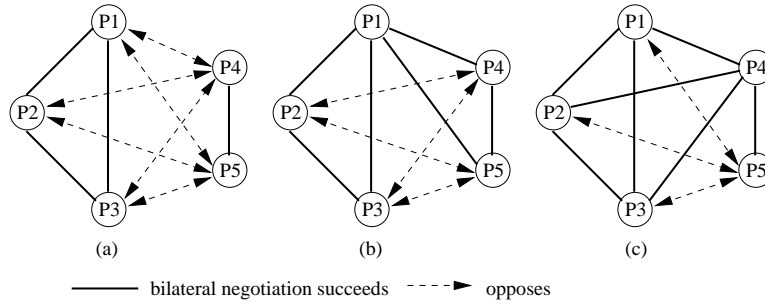 P1
P4
P2
P5
P3
(a)
P1
P4
P2
P5
P3
(b)
P1
P4
P2
P5
P3
(c)
bilateral negotiation succeeds
opposes